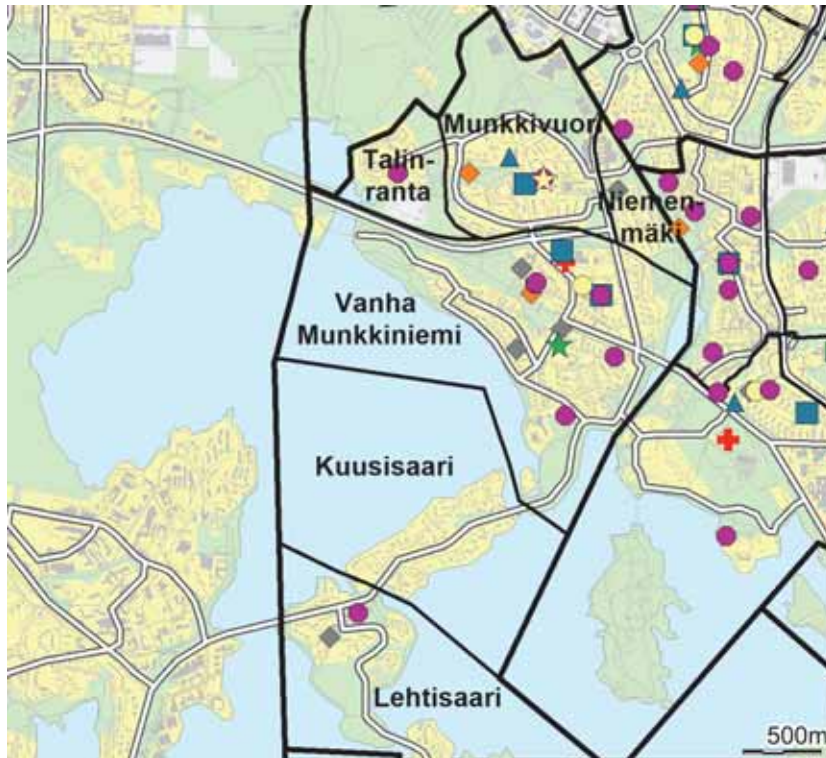 Munkkivuori
Talin-
ranta
Niemen-
mäki
Vanha
Munkkiniemi
Kuusisaari
Lehtisaari
500m